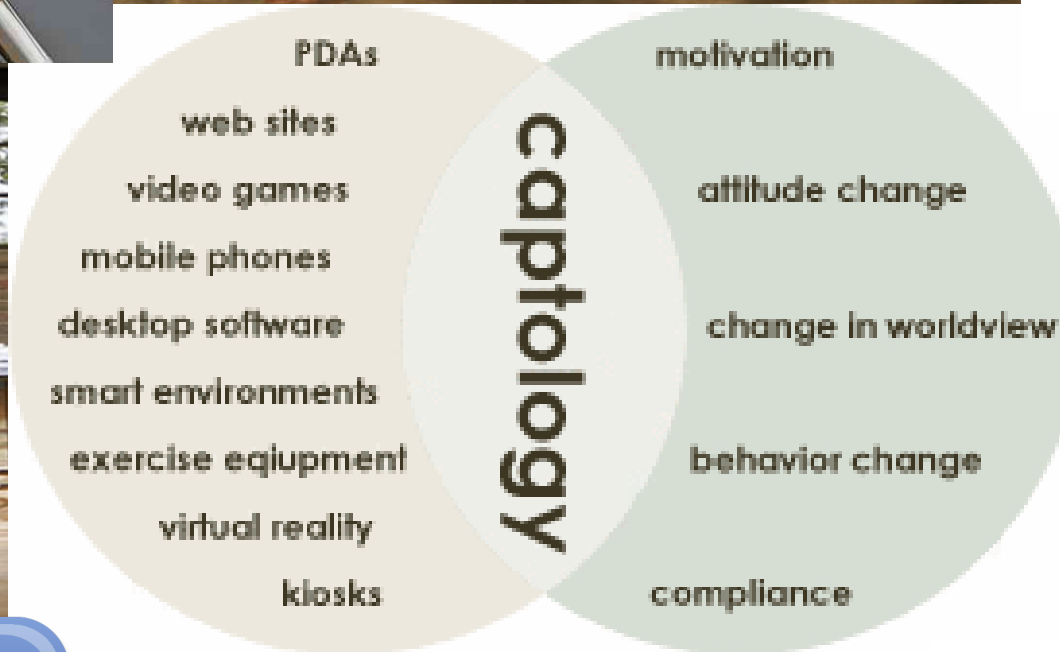 PDAs
web sites
video games
mobile phones
desktop software
smart environments
exercise eqiupment
virtual reality
kiosks
captology
motivation
attitude change
change in worldview
behavior change
compliance